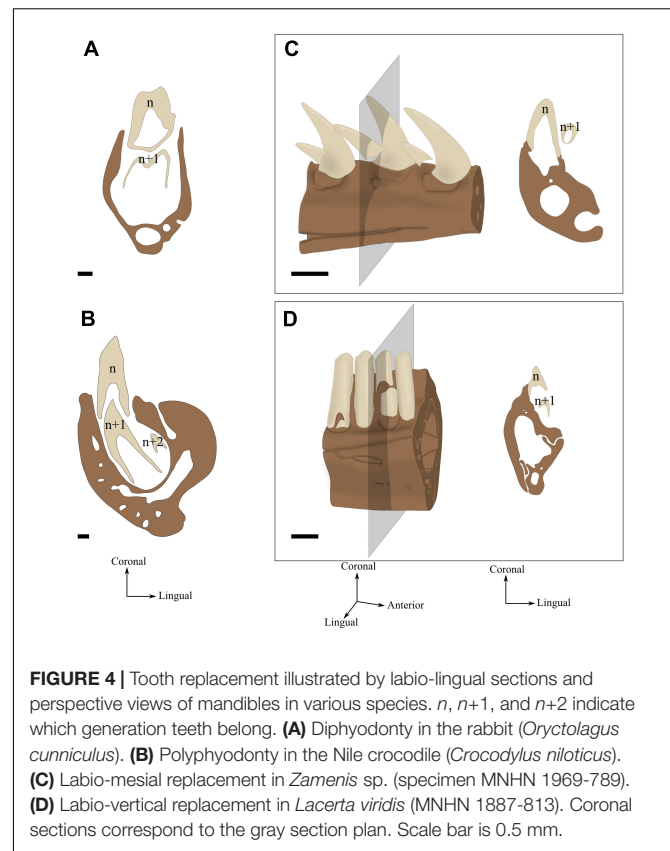 A
n
n+1
C
n
n+1
B
n
n+1
n+2
D
n
n+1
Coronal
Lingual
Coronal
Anterior
Lingual
Coronal
Lingual
FIGURE 4 | Tooth replacement illustrated by labio-lingual sections and
perspective views of mandibles in various species. n, n+1, and n+2 indicate
which generation teeth belong. (A) Diphyodonty in the rabbit (Oryctolagus
cunniculus). (B) Polyphyodonty in the Nile crocodile (Crocodylus niloticus).
(C) Labio-mesial replacement in Zamenis sp. (specimen MNHN 1969-789).
(D) Labio-vertical replacement in Lacerta viridis (MNHN 1887-813). Coronal
sections correspond to the gray section plan. Scale bar is 0.5 mm.